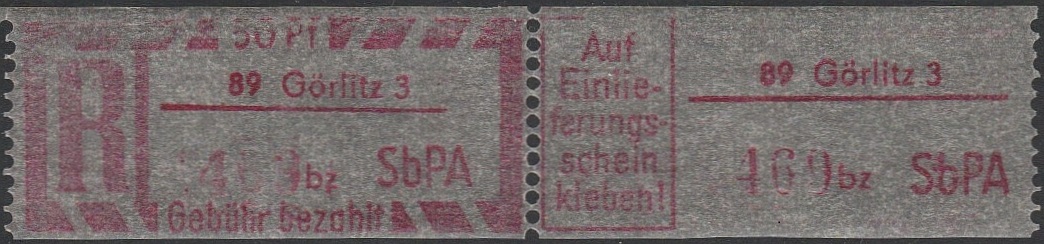 50 Pf
R
89 Görlitz 3
469 bz SbPA
Gebühr bezahlt
Auf
Einlie-
ferungs-
schein
kleben!
89 Görlitz 3
469 bz SbPA